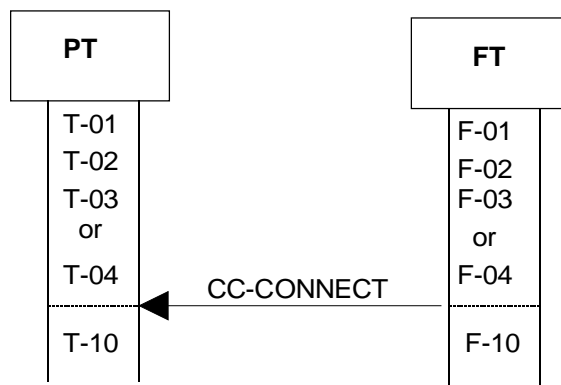 PT
FT
T-01
F-01
T-02
F-02
T-03
F-03
or
or
T-04
F-04
CC-CONNECT
T-10
F-10